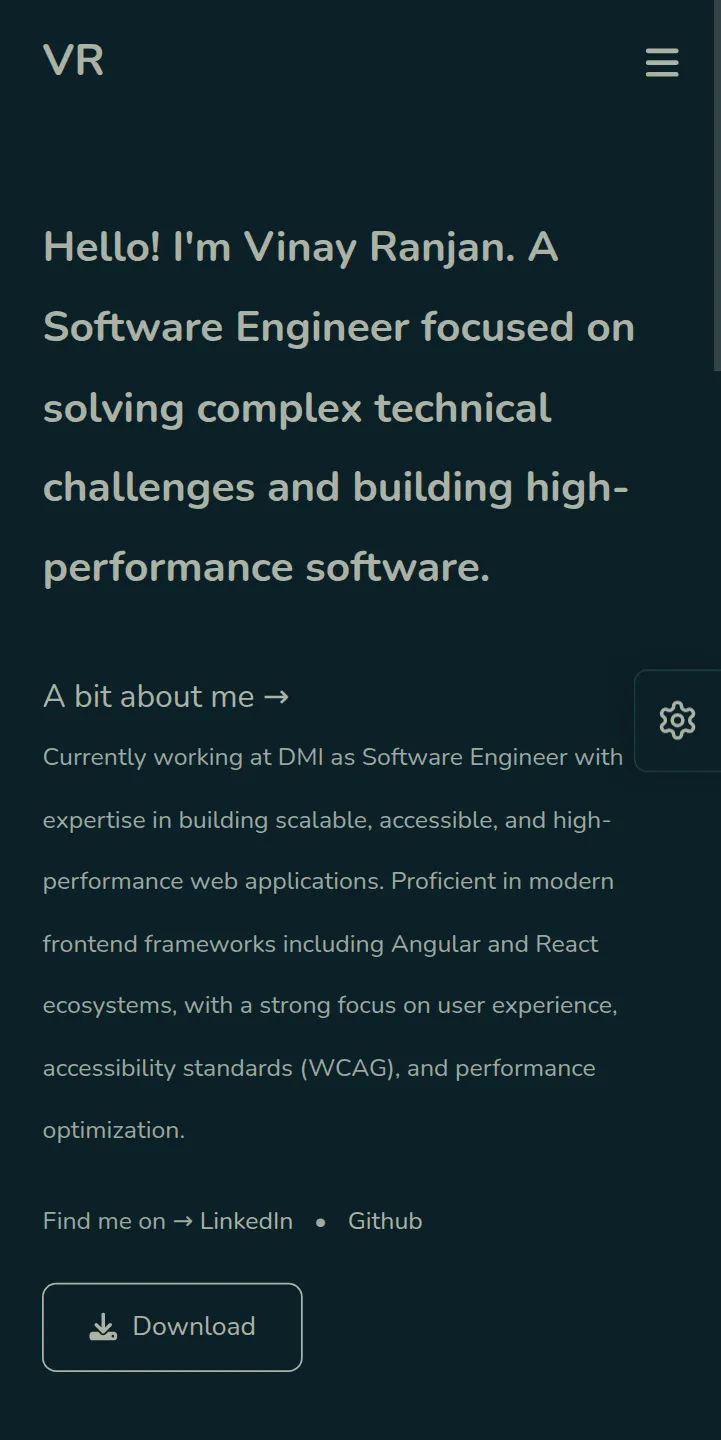 VR
Hello! I'm Vinay Ranjan. A
Software Engineer focused on
solving complex technical
challenges and building high-
performance software.
A bit about me →
Currently working at DMI as Software Engineer with
expertise in building scalable, accessible, and high-
performance web applications. Proficient in modern
frontend frameworks including Angular and React
ecosystems, with a strong focus on user experience,
accessibility standards (WCAG), and performance
optimization.
Find me on → LinkedIn • Github
Download